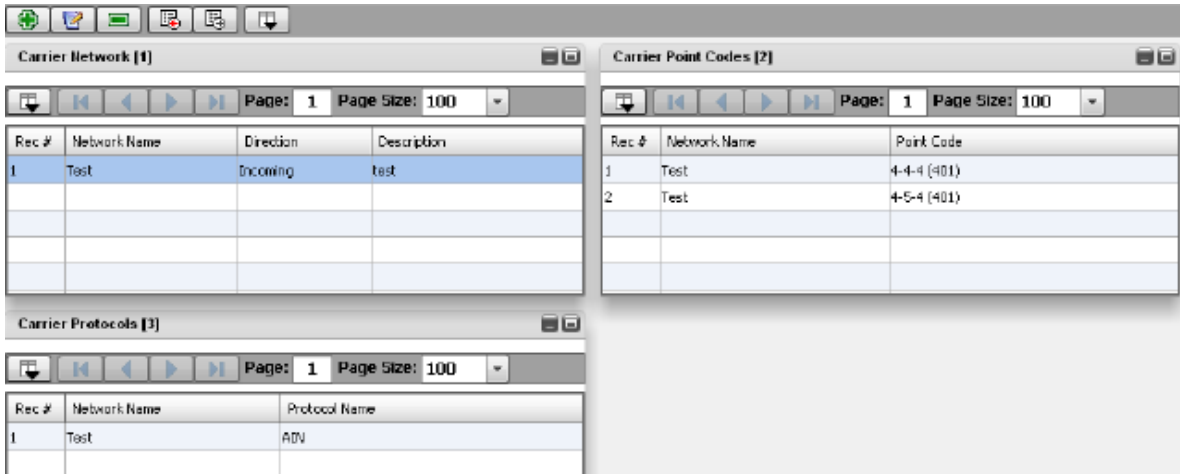 Carrier Network [1]
Page: 1 Page Size: 100
Rec # Network Name Direction Description
1 Test Incoming test
Carrier Point Codes [2]
Page: 1 Page Size: 100
Rec # Network Name Point Code
1 Test 4-4-4 (401)
2 Test 4-5-4 (401)
Carrier Protocols [3]
Page: 1 Page Size: 100
Rec # Network Name Protocol Name
1 Test AIN